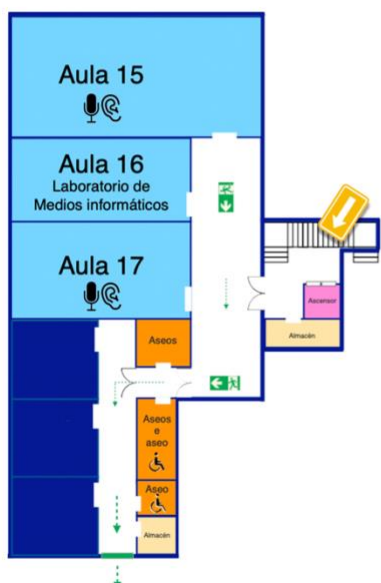 Aula 15
Aula 16
Laboratorio de
Medios informáticos
Aula 17
Ascensor
Almacén
Aseos
Aseos
e
aseo
Aseo
Almacén